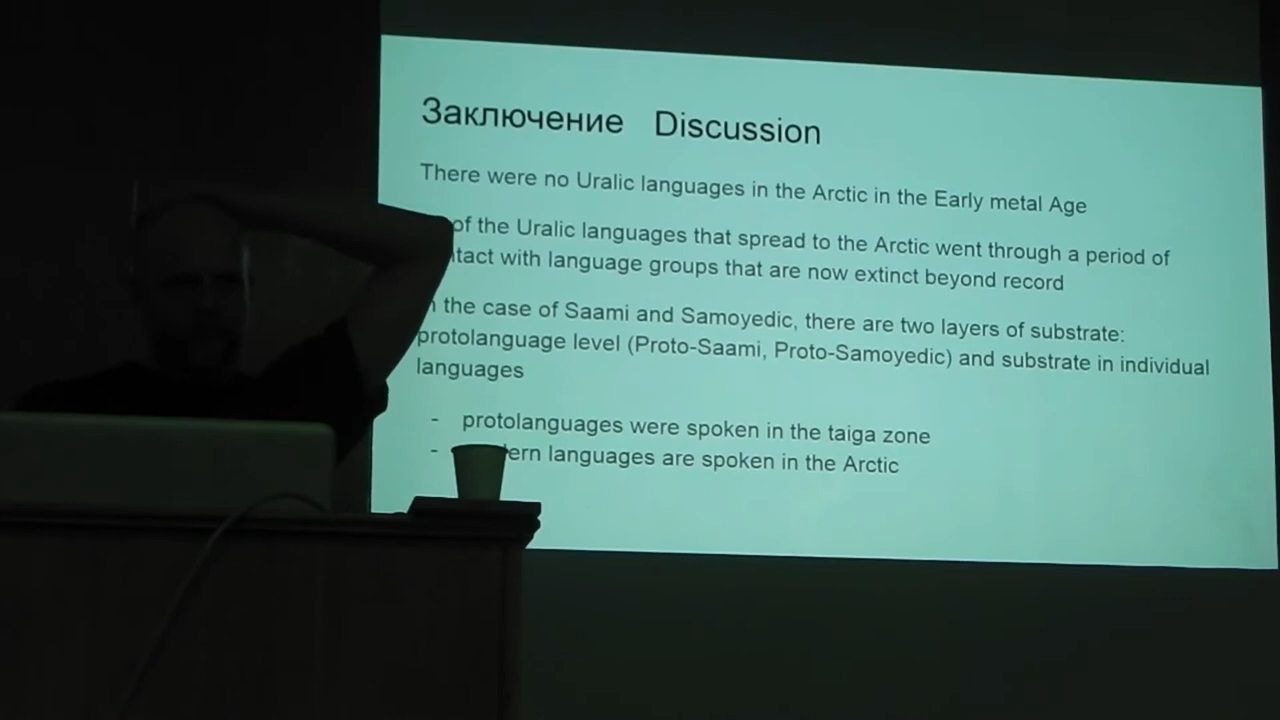 Заключение Discussion
There were no Uralic languages in the Arctic in the Early metal Age
of the Uralic languages that spread to the Arctic went through a period of
with language groups that are now extinct beyond record
the case of Saami and Samoyedic, there are two layers of substrate:
protolanguage level (Proto-Saami, Proto-Samoyedic) and substrate in individual
languages
- protolanguages were spoken in the taiga zone
- languages are spoken in the Arctic